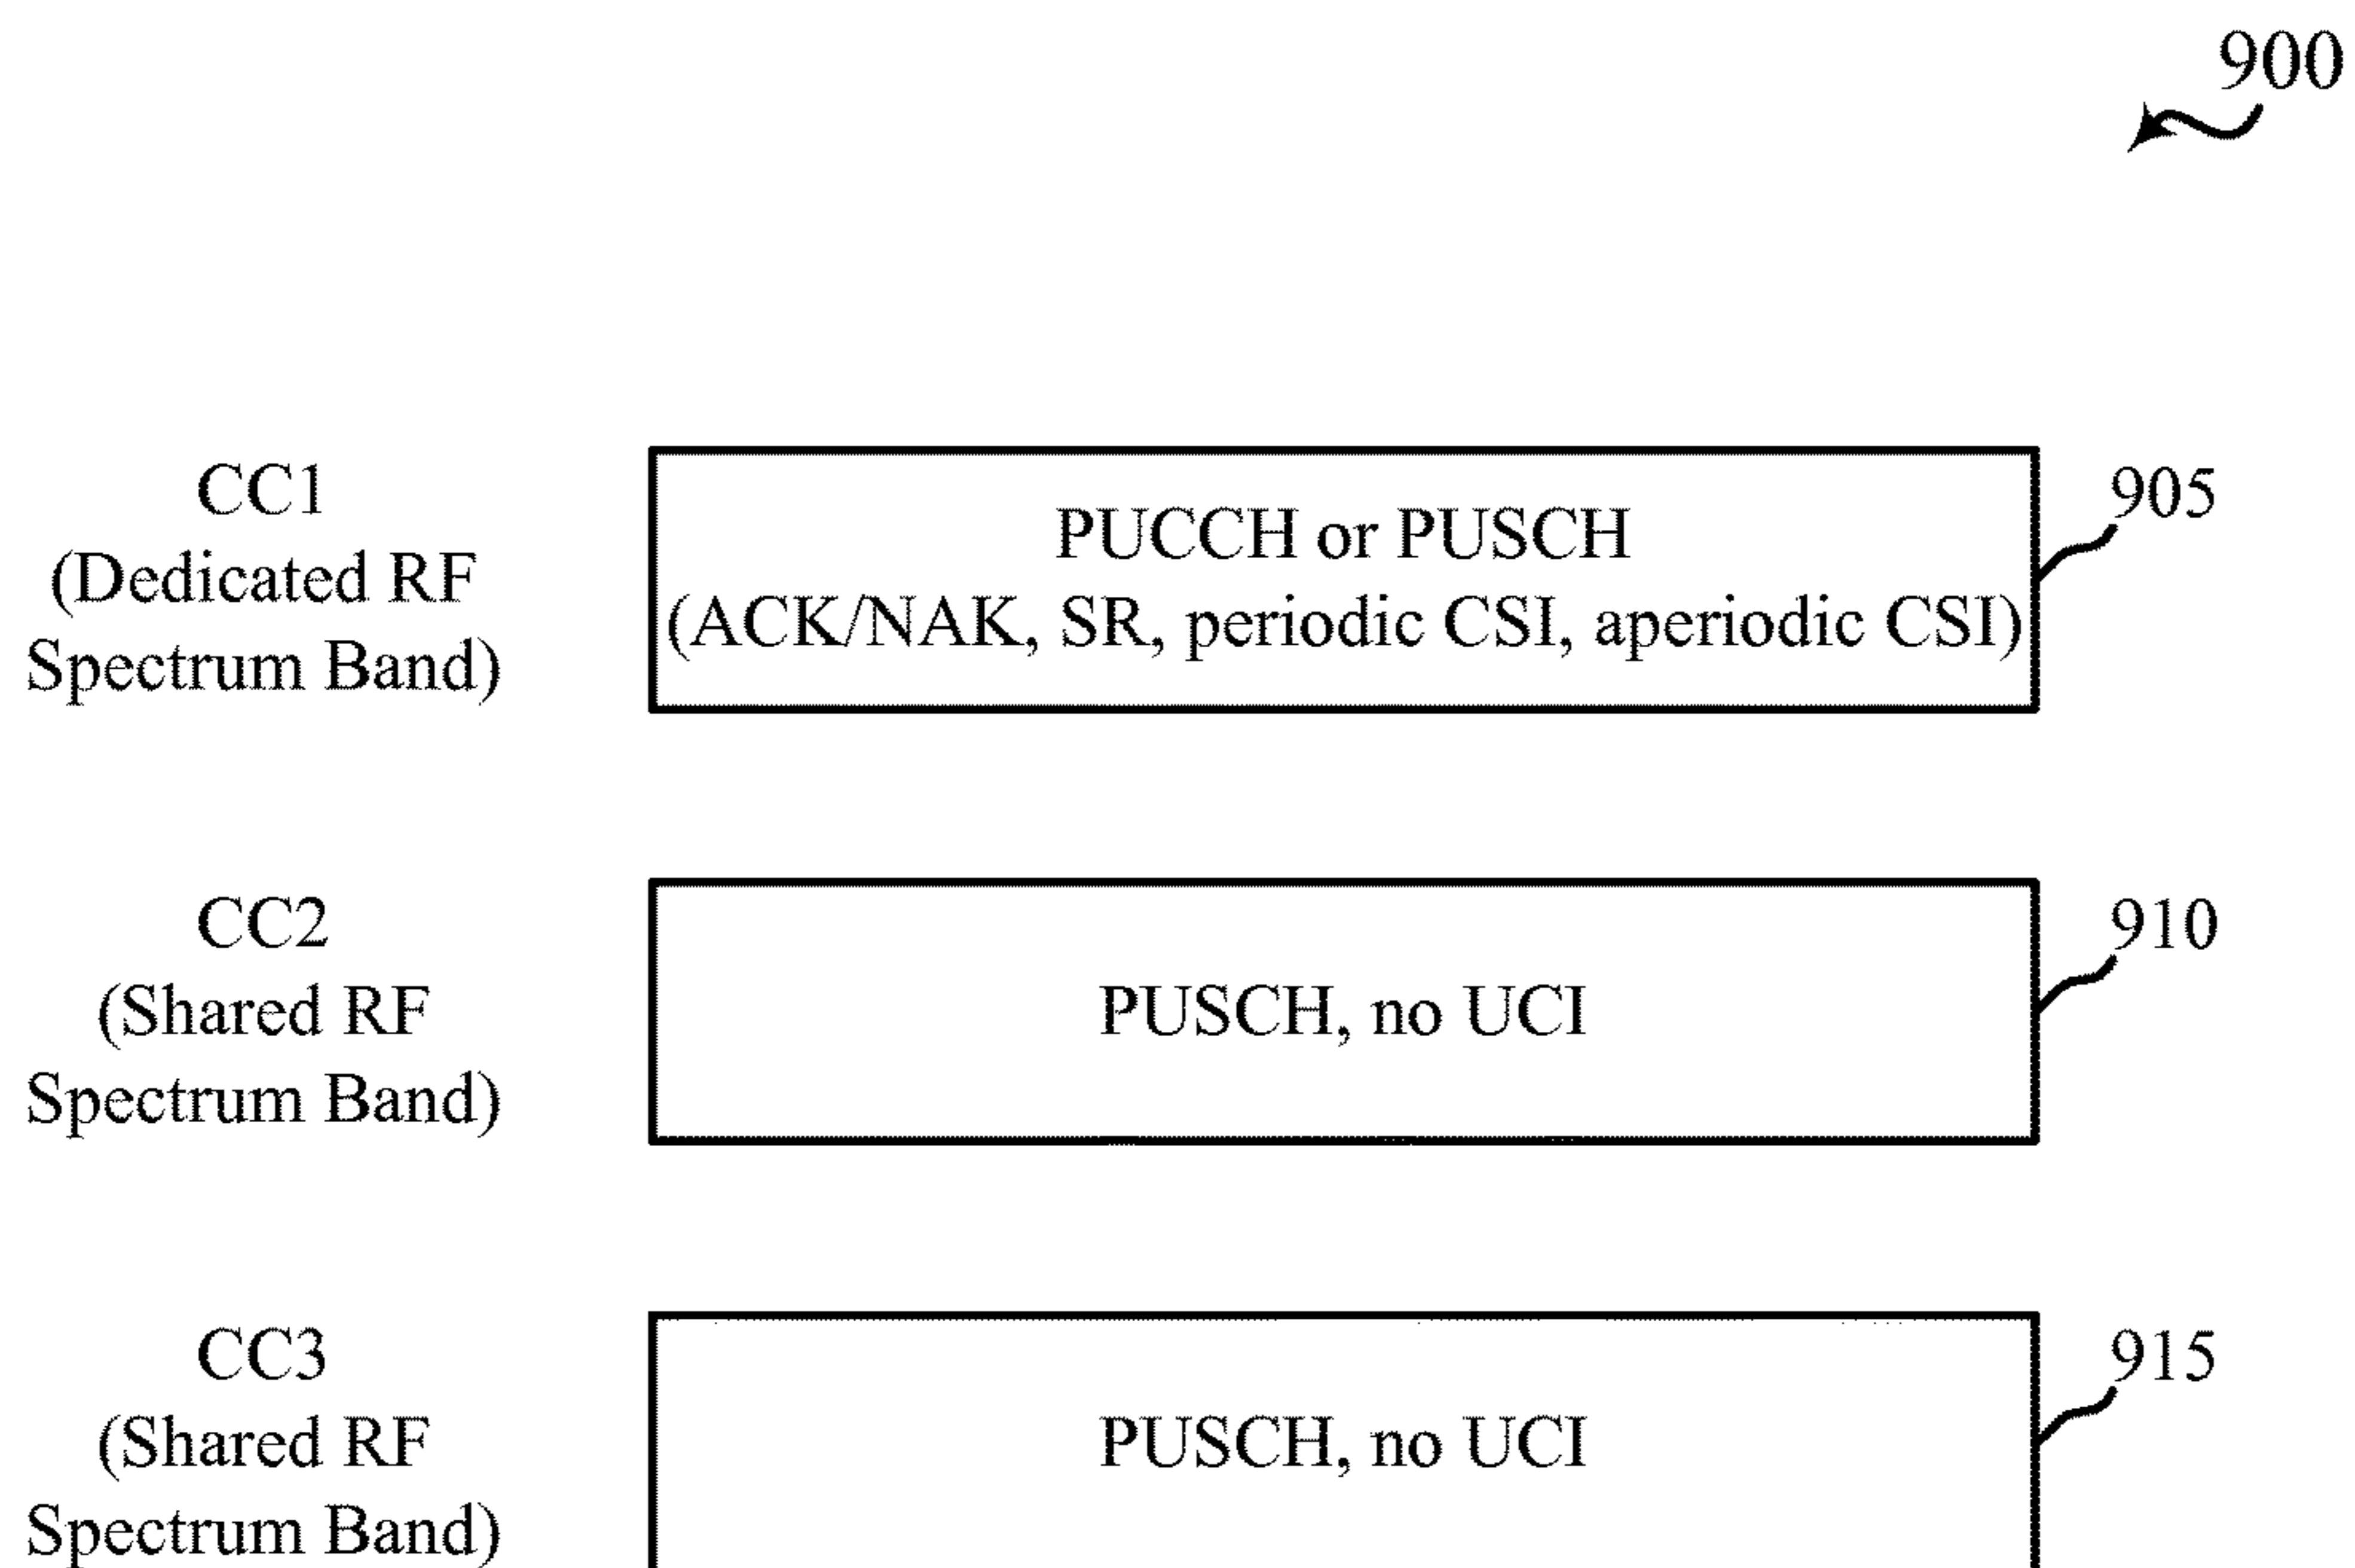 900
CC1
(Dedicated RF
Spectrum Band)
PUCCH or PUSCH
(ACK/NAK, SR, periodic CSI, aperiodic CSI)
905
CC2
(Shared RF
Spectrum Band)
PUSCH, no UCI
910
CC3
(Shared RF
Spectrum Band)
PUSCH, no UCI
915